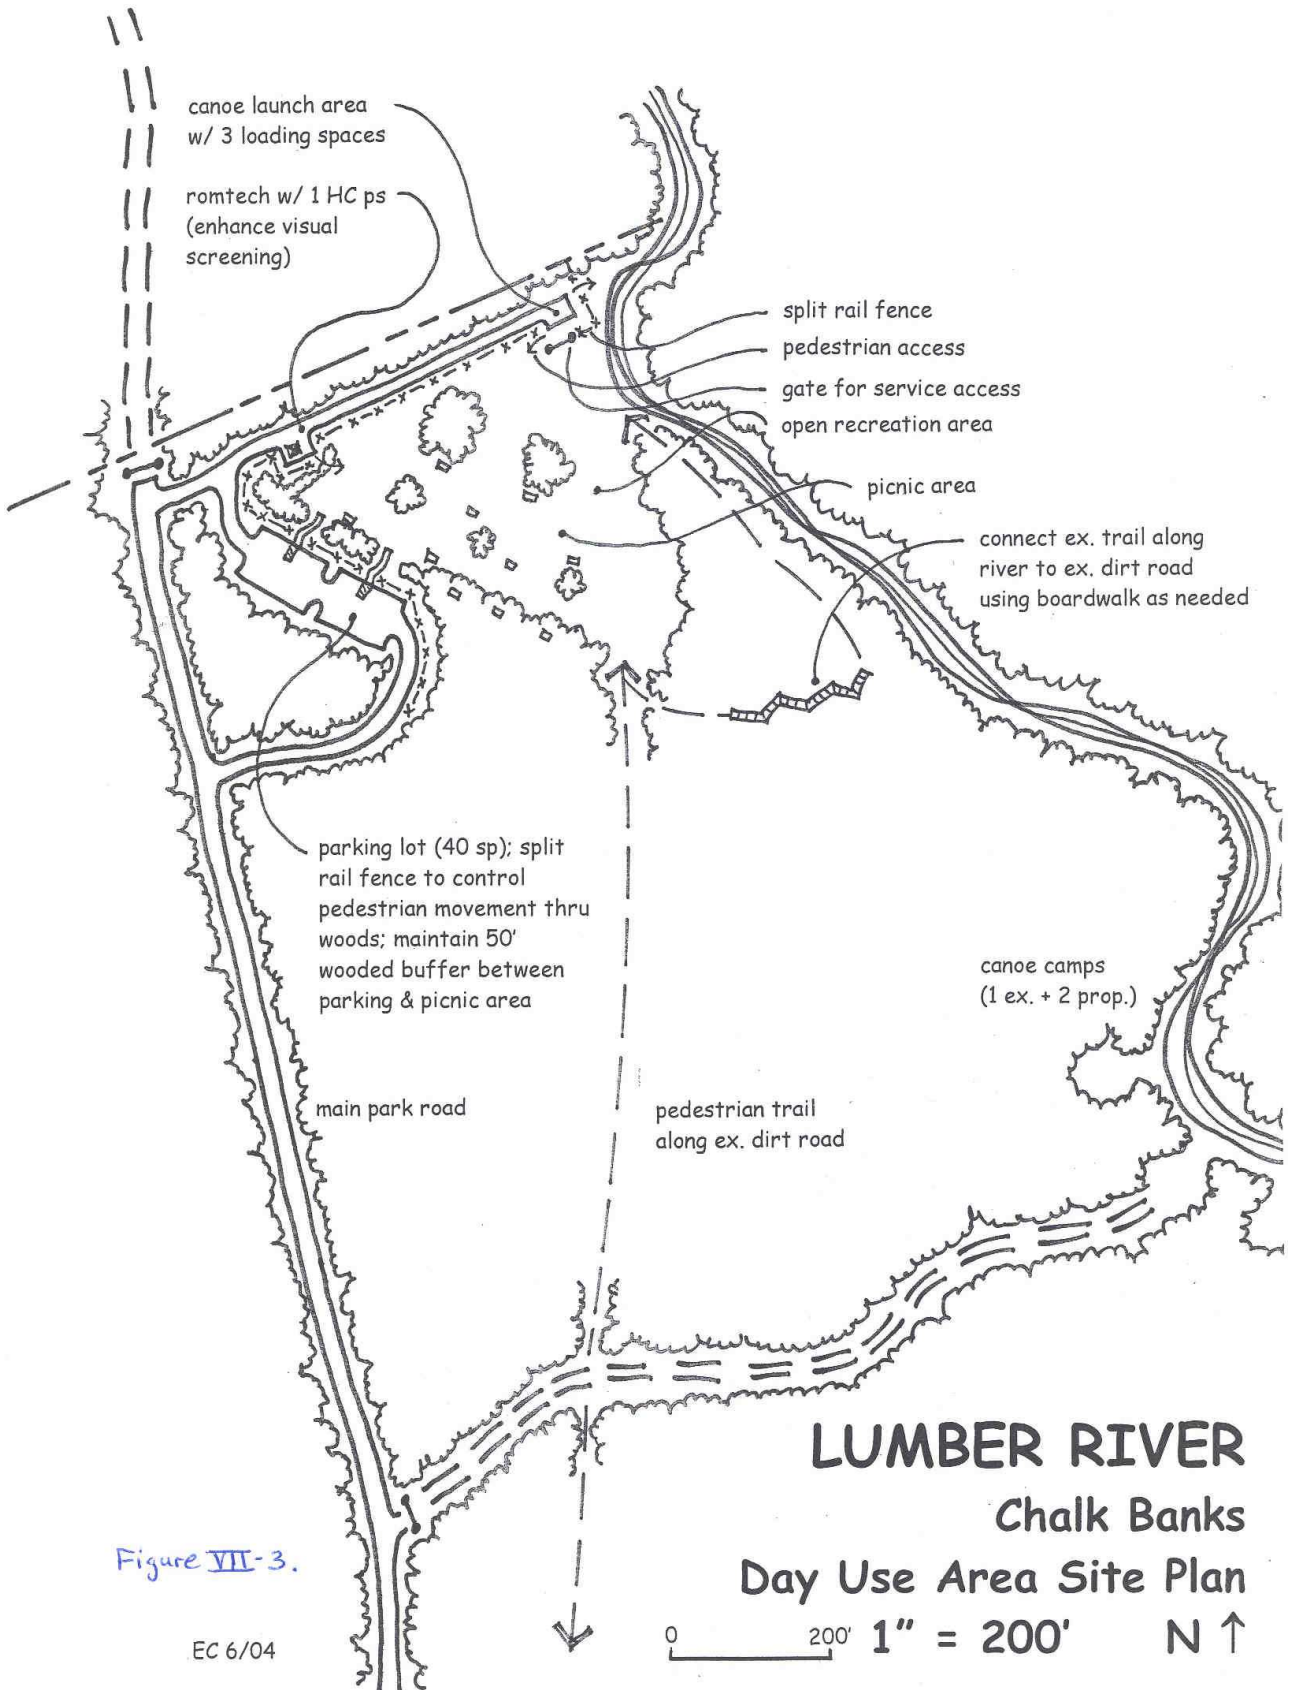 canoe launch area
w/ 3 loading spaces
romtech w/ 1 HC ps
(enhance visual
screening)
split rail fence
pedestrian access
gate for service access
open recreation area
picnic area
connect ex. trail along
river to ex. dirt road
using boardwalk as needed
parking lot (40 sp); split
rail fence to control
pedestrian movement thru
woods; maintain 50'
wooded buffer between
parking & picnic area
canoe camps
(1 ex. + 2 prop.)
main park road
pedestrian trail
along ex. dirt road
LUMBER RIVER
Chalk Banks
Day Use Area Site Plan
0 200' 1" = 200' N ↑
Figure VII-3.
EC 6/04